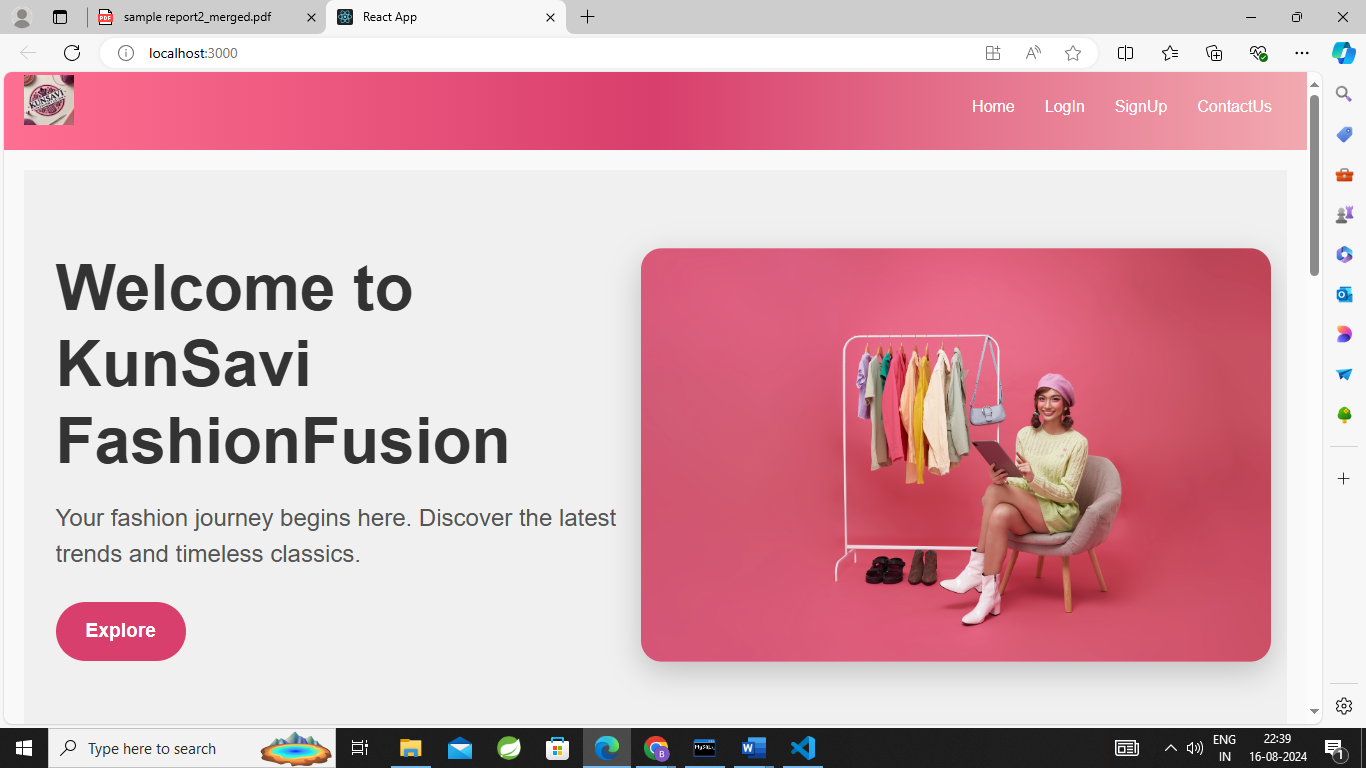 sample report2_merged.pdf
React App
localhost:3000
KUNSAVI
Home LogIn SignUp ContactUs
Welcome to
KunSavi
FashionFusion
Your fashion journey begins here. Discover the latest
trends and timeless classics.
Explore
Type here to search
ENG
IN
22:39
16-08-2024
1